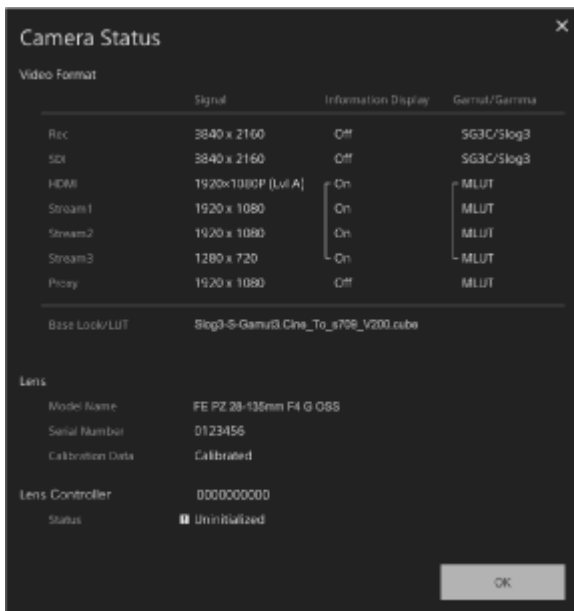 ×
Camera Status
Video Format
Signal Information Display Gamut/Gamma
Rec 3840 x 2160 Off SG3C/Slog3
SDI 3840 x 2160 Off SG3C/Slog3
HDMI 1920×1080P (Lvl A) On MLUT
Stream1 1920 x 1080 On MLUT
Stream2 1920 x 1080 On MLUT
Stream3 1280 x 720 On MLUT
Proxy 1920 x 1080 Off MLUT
Base Look/LUT Slog3-S-Gamut3.Cine_To_s709_V200.cube
Lens
Model Name FE PZ 28-135mm F4 G OSS
Serial Number 0123456
Calibration Data Calibrated
Lens Controller 0000000000
Status Uninitialized
OK